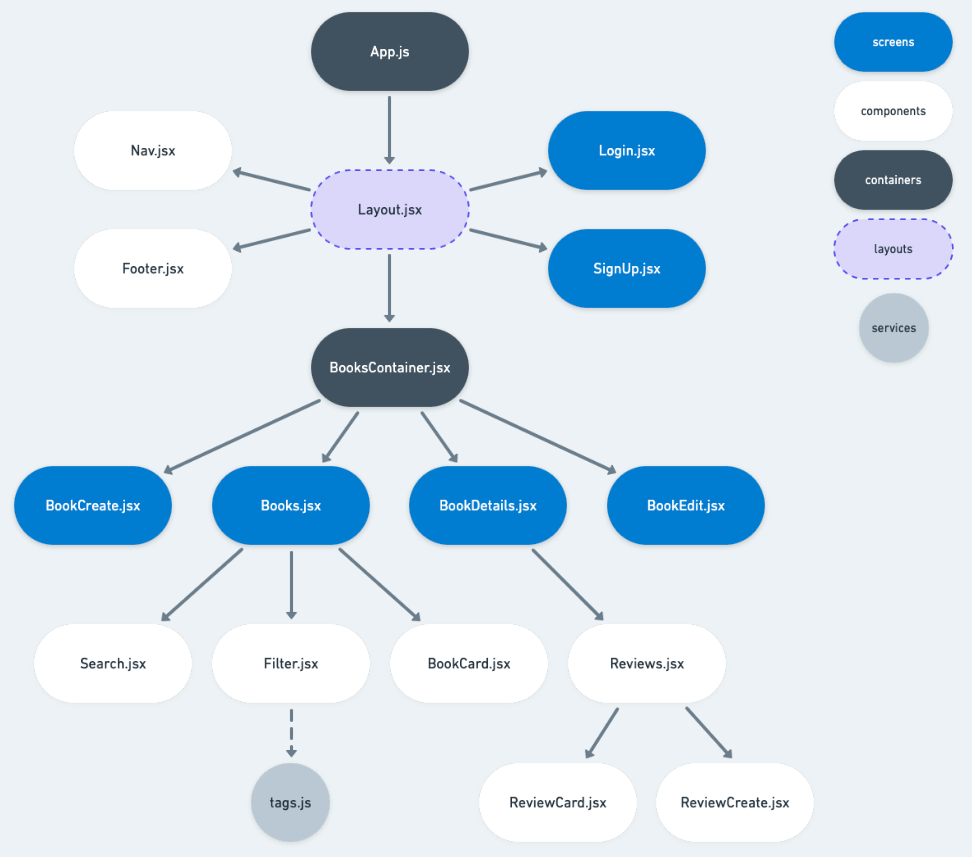 App.js
screens
components
Nav.jsx
Login.jsx
containers
Layout.jsx
layouts
Footer.jsx
SignUp.jsx
services
BooksContainer.jsx
BookCreate.jsx
Books.jsx
BookDetails.jsx
BookEdit.jsx
Search.jsx
Filter.jsx
BookCard.jsx
Reviews.jsx
tags.js
ReviewCard.jsx
ReviewCreate.jsx